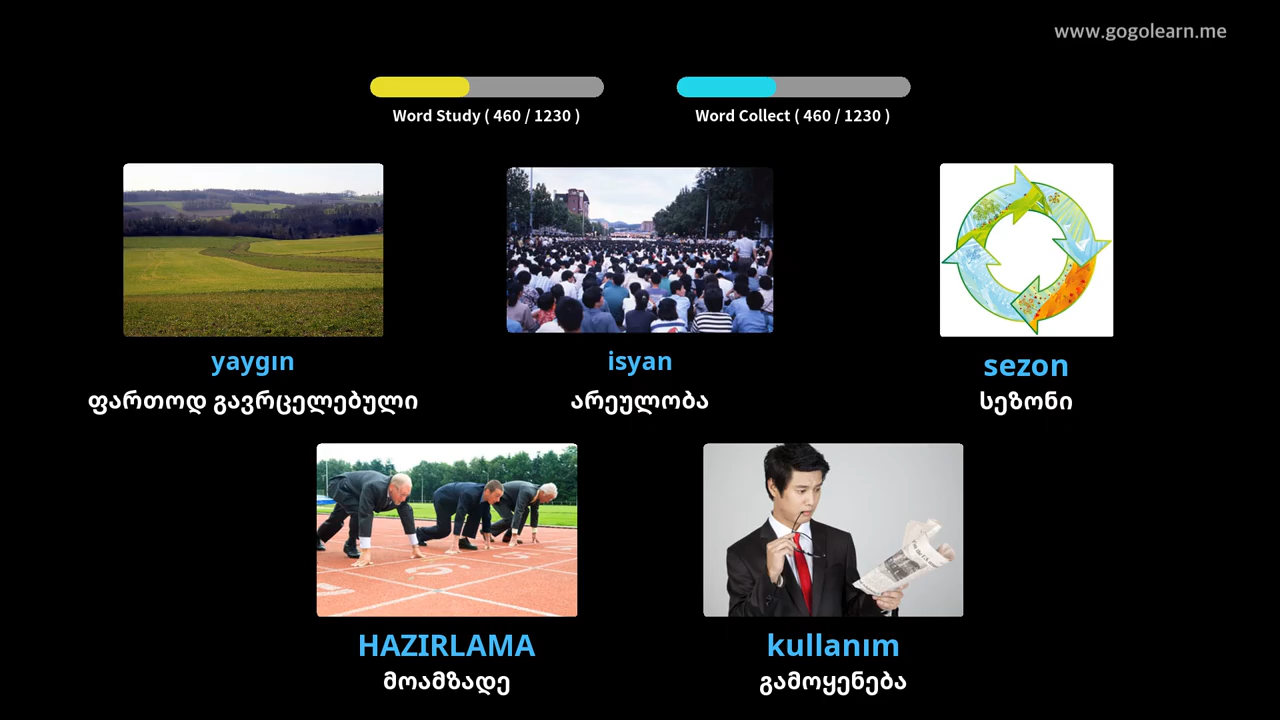 www.gogolearn.me
Word Study ( 460 / 1230 )
Word Collect ( 460 / 1230 )
yaygın
ფართოდ გავრცელებული
isyan
არეულობა
sezon
სეზონი
HAZIRLAMA
მოამზადე
kullanım
გამოყენება